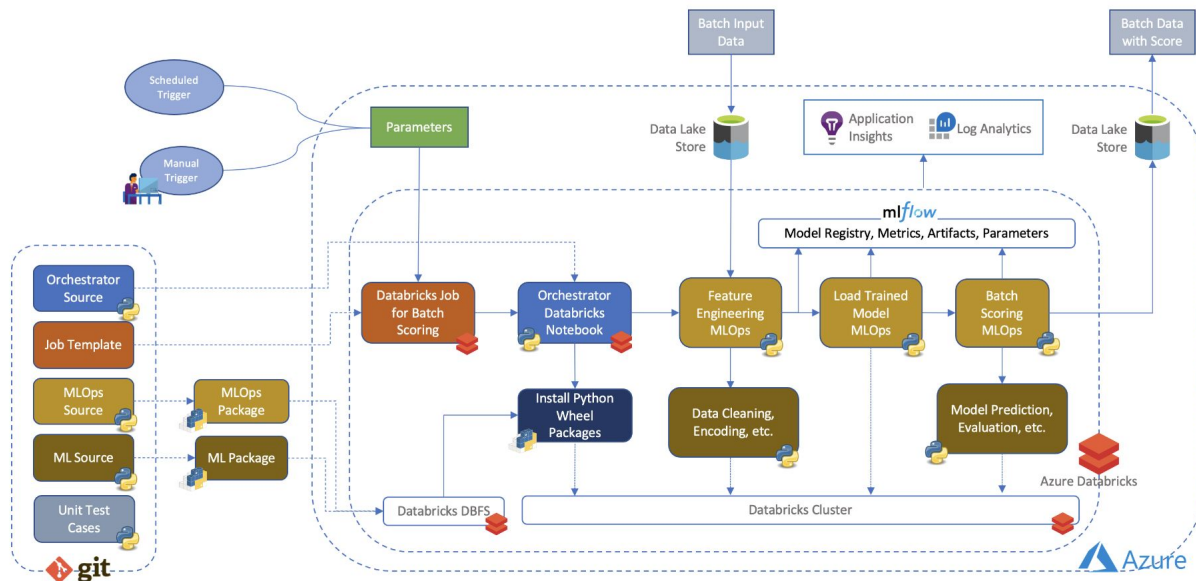 Batch Input
Data
Batch Data
with Score
Scheduled
Trigger
Manual
Trigger
Parameters
Data Lake
Store
Application
Insights
Log Analytics
Data Lake
Store
mlflow
Model Registry, Metrics, Artifacts, Parameters
Orchestrator
Source
Job Template
MLOps
Source
ML Source
Unit Test
Cases
git
MLOps
Package
ML Package
Databricks Job
for Batch
Scoring
Orchestrator
Databricks
Notebook
Feature
Engineering
MLOps
Load Trained
Model
MLOps
Batch
Scoring
MLOps
Install Python
Wheel
Packages
Data Cleaning,
Encoding, etc.
Model Prediction,
Evaluation, etc.
Azure Databricks
Databricks DBFS
Databricks Cluster
Azure